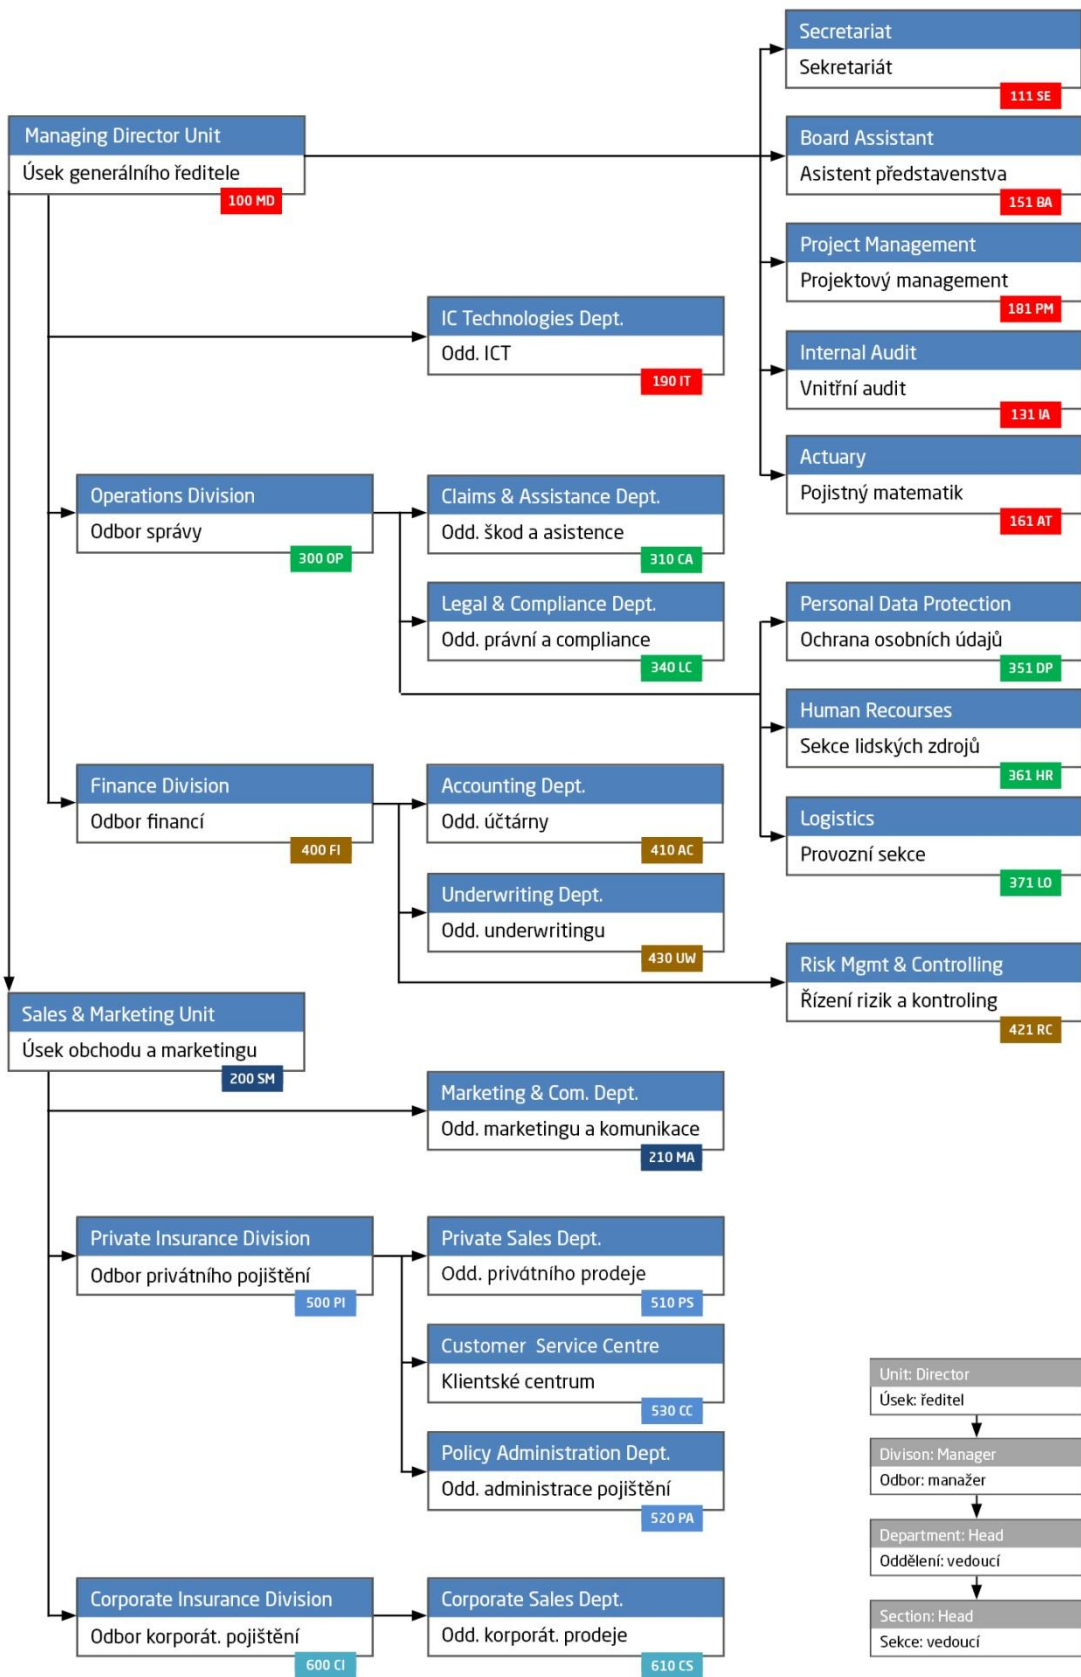 Secretariat
Sekretariát
111 SE
Managing Director Unit
Úsek generálního ředitele
100 MD
Board Assistant
Asistent představenstva
151 BA
Project Management
Projektový management
181 PM
IC Technologies Dept.
Odd. ICT
190 IT
Internal Audit
Vnitřní audit
131 IA
Actuary
Pojistný matematik
161 AT
Operations Division
Odbor správy
300 OP
Claims & Assistance Dept.
Odd. škod a asistence
310 CA
Legal & Compliance Dept.
Odd. právní a compliance
340 LC
Personal Data Protection
Ochrana osobních údajů
351 DP
Human Recourses
Sekce lidských zdrojů
361 HR
Finance Division
Odbor financí
400 FI
Accounting Dept.
Odd. účtárny
410 AC
Logistics
Provozní sekce
371 LO
Underwriting Dept.
Odd. underwritingu
430 UW
Risk Mgmt & Controlling
Řízení rizik a kontroling
421 RC
Sales & Marketing Unit
Úsek obchodu a marketingu
200 SM
Marketing & Com. Dept.
Odd. marketingu a komunikace
210 MA
Private Insurance Division
Odbor privátního pojištění
500 PI
Private Sales Dept.
Odd. privátního prodeje
510 PS
Customer Service Centre
Klientské centrum
530 CC
Policy Administration Dept.
Odd. administrace pojištění
520 PA
Corporate Insurance Division
Odbor korporát. pojištění
600 CI
Corporate Sales Dept.
Odd. korporát. prodeje
610 CS
Unit: Director
Úsek: ředitel
Divison: Manager
Odbor: manažer
Department: Head
Oddělení: vedoucí
Section: Head
Sekce: vedoucí